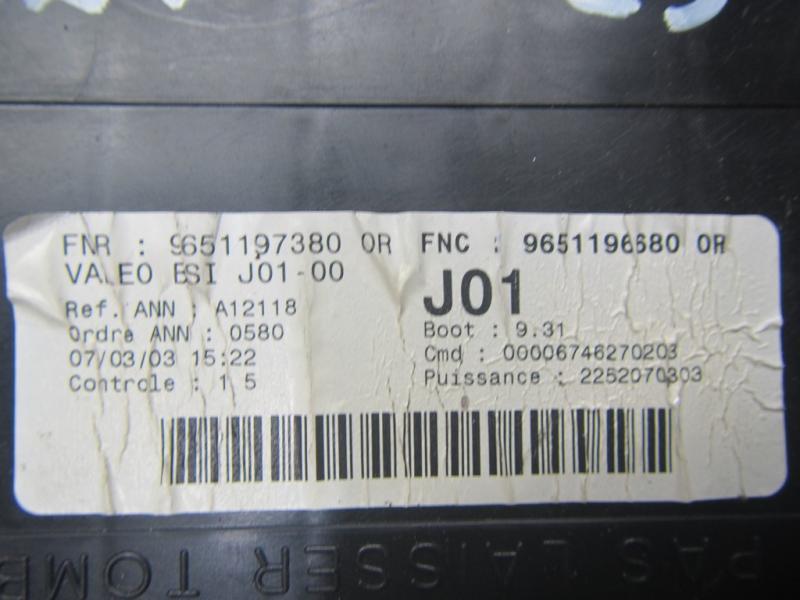 FNR : 9651197380 0R FNC : 9651196680 0R
VALEO BSI J01-00
J01
Ref. ANN : A12118
Ordre ANN : 0580
Boot : 9.31
07/03/03 15:22
Cmd : 00006746270203
Controle : 1 5
Puissance : 2252070303
PAS LAISSER TOMB